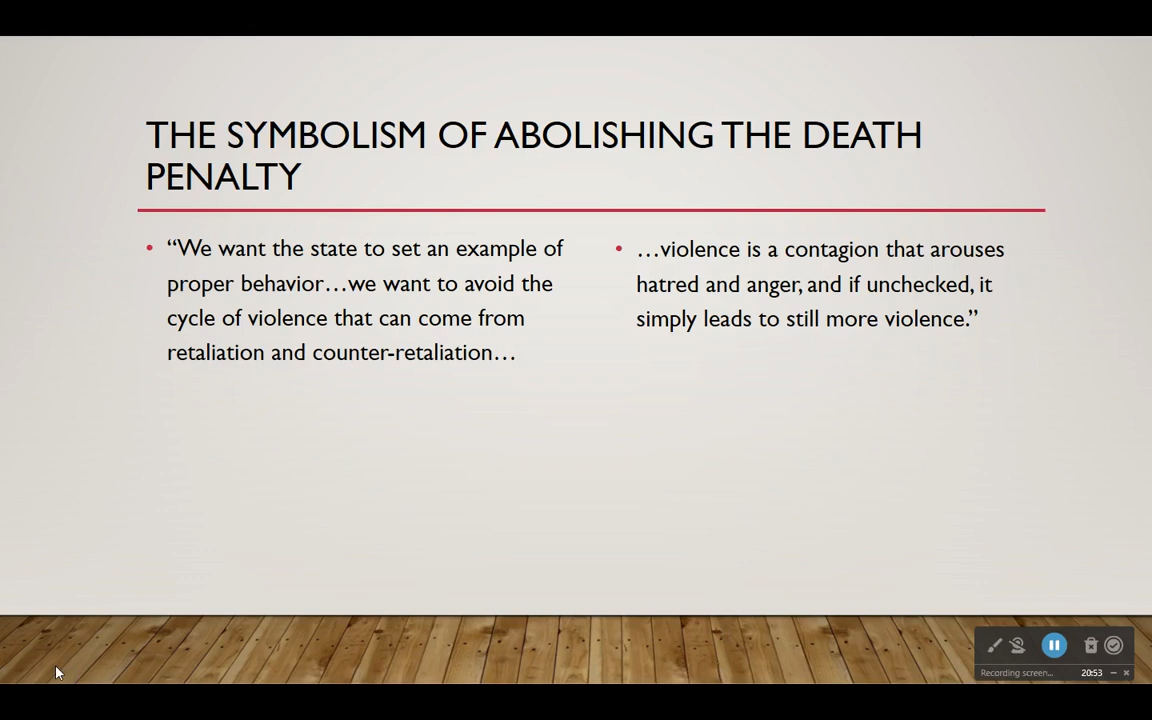 THE SYMBOLISM OF ABOLISHING THE DEATH
PENALTY
• “We want the state to set an example of
proper behavior…we want to avoid the
cycle of violence that can come from
retaliation and counter-retaliation…
• …violence is a contagion that arouses
hatred and anger, and if unchecked, it
simply leads to still more violence.”
Recording screen... 20:53